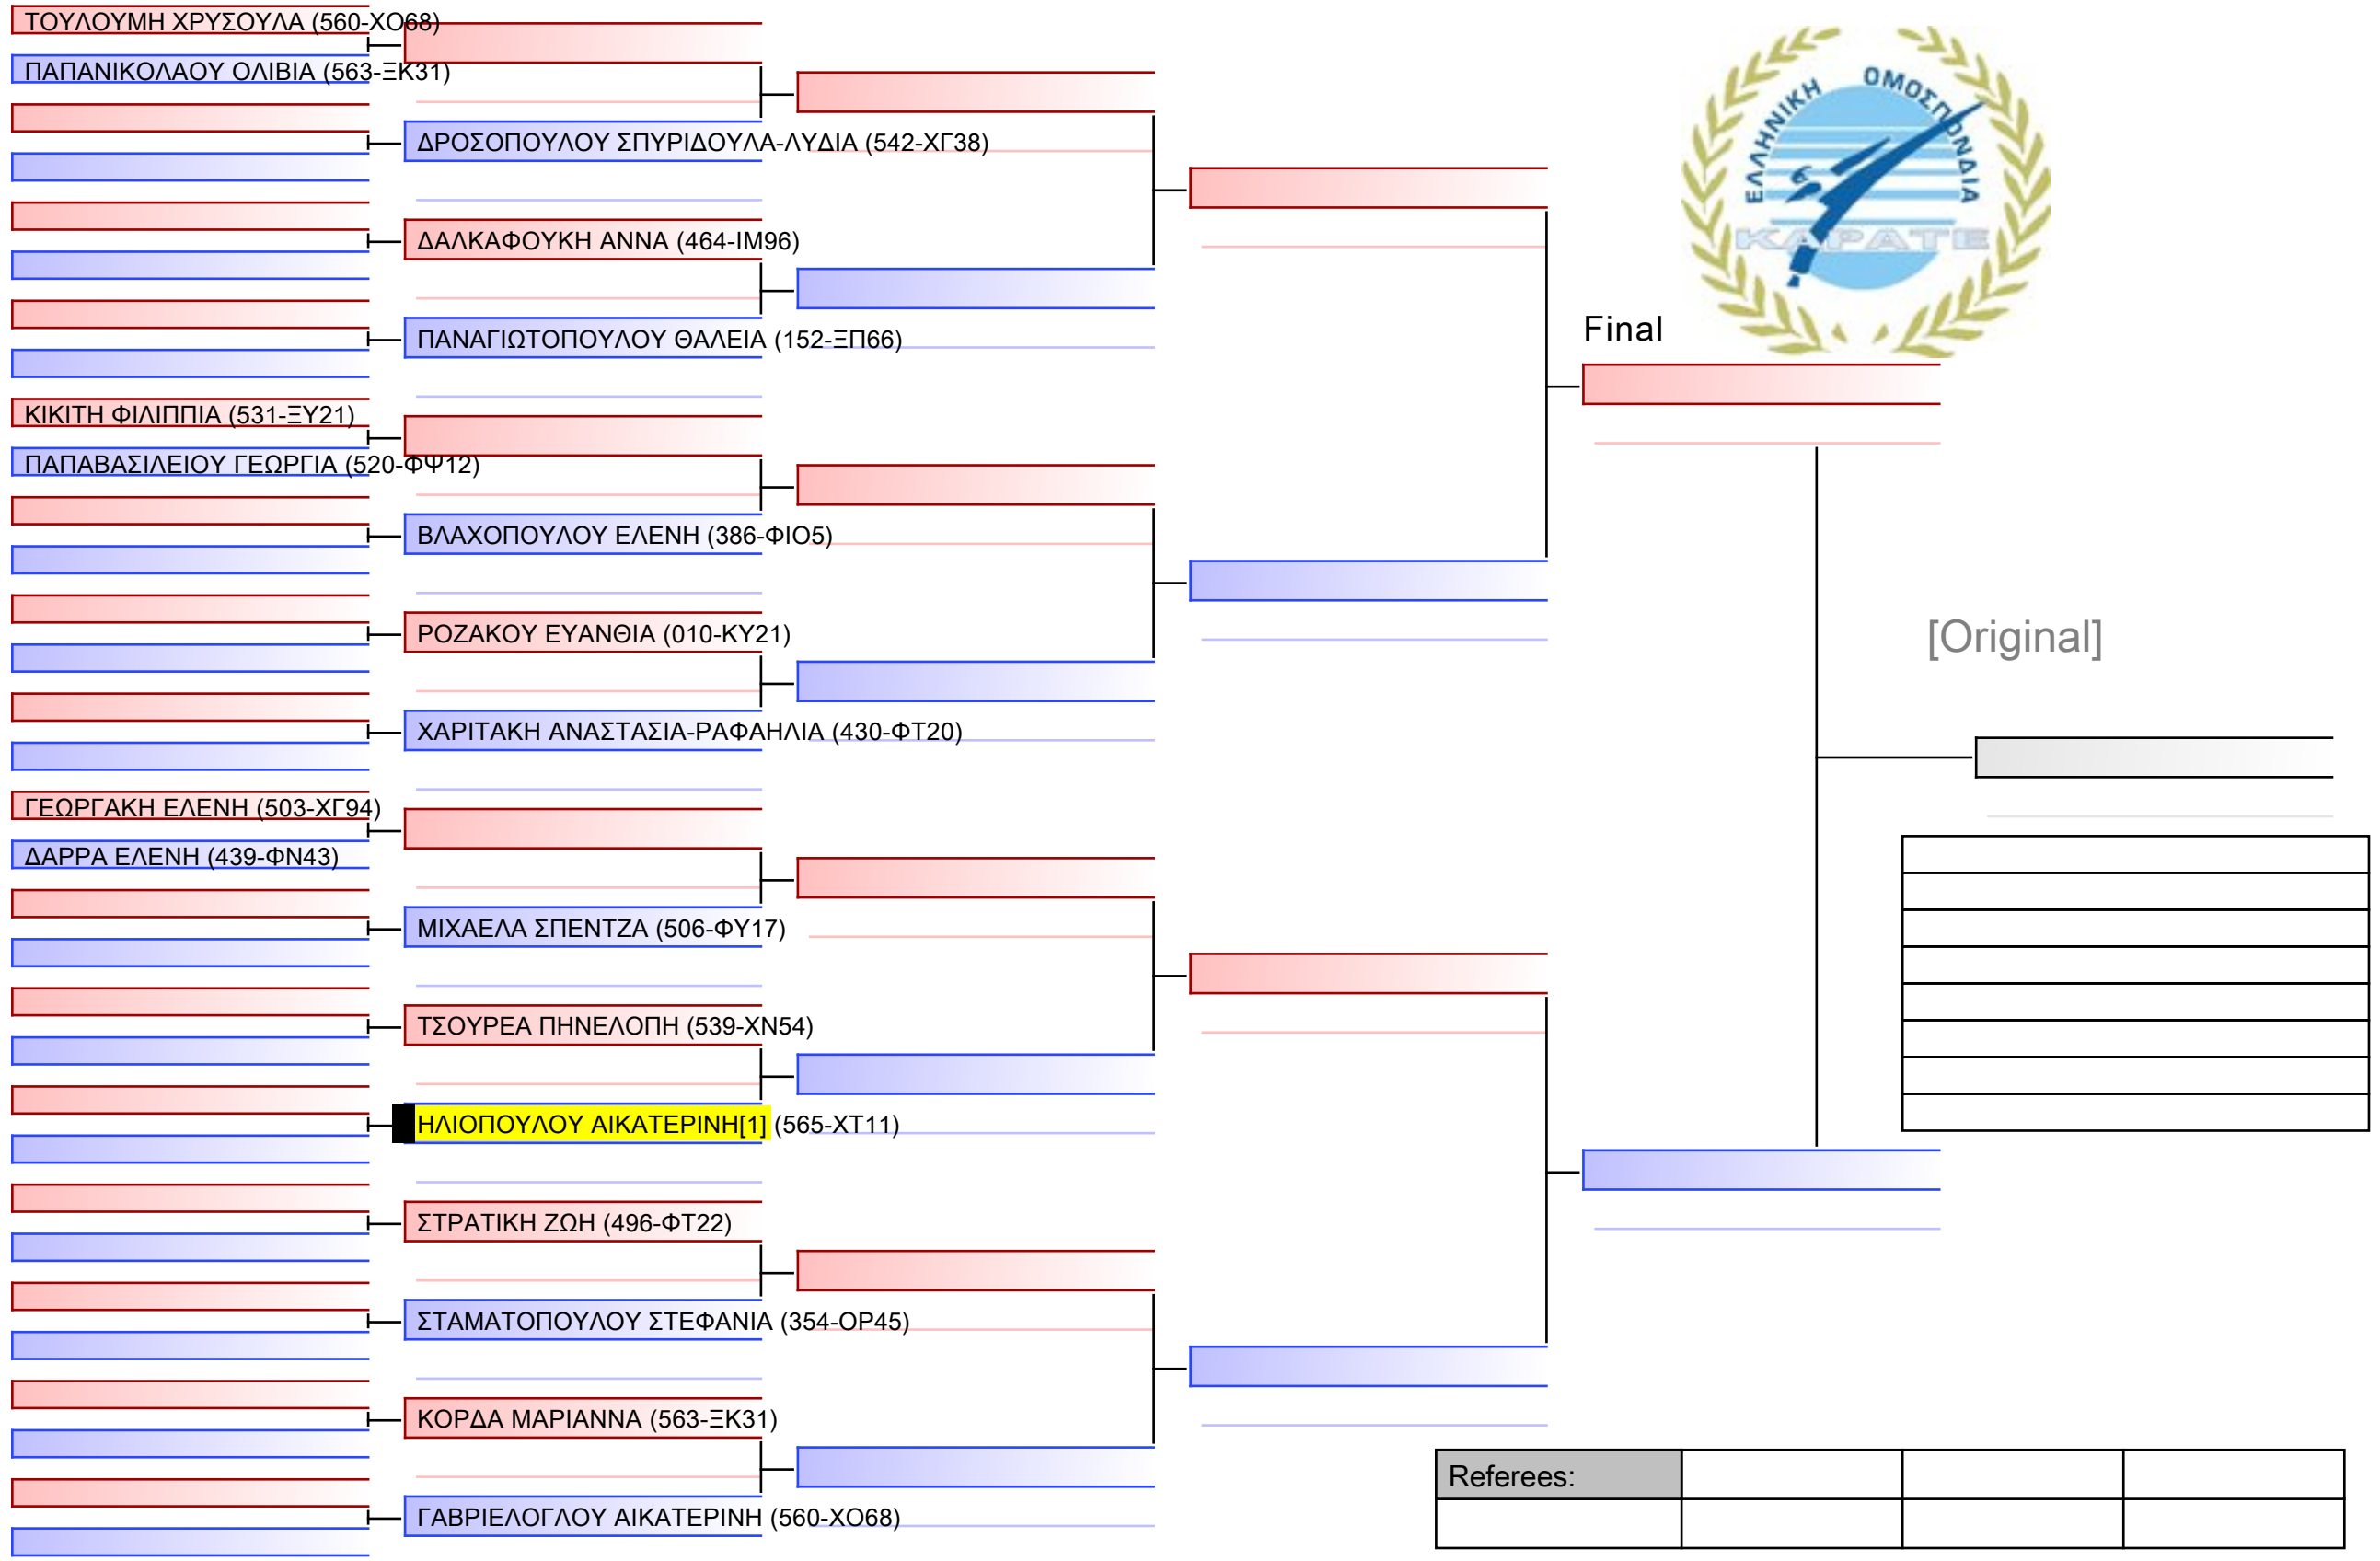 ΤΟΥΛΟΥΜΗ ΧΡΥΣΟΥΛΑ (560-ΧΟ68)
ΠΑΠΑΝΙΚΟΛΑΟΥ ΟΛΙΒΙΑ (563-ΞΚ31)
ΔΡΟΣΟΠΟΥΛΟΥ ΣΠΥΡΙΔΟΥΛΑ-ΛΥΔΙΑ (542-ΧΓ38)
ΔΑΛΚΑΦΟΥΚΗ ΑΝΝΑ (464-ΙΜ96)
ΠΑΝΑΓΙΩΤΟΠΟΥΛΟΥ ΘΑΛΕΙΑ (152-ΞΠ66)
ΚΙΚΙΤΗ ΦΙΛΙΠΠΙΑ (531-ΞΥ21)
ΠΑΠΑΒΑΣΙΛΕΙΟΥ ΓΕΩΡΓΙΑ (520-ΦΨ12)
ΒΛΑΧΟΠΟΥΛΟΥ ΕΛΕΝΗ (386-ΦΙΟ5)
ΡΟΖΑΚΟΥ ΕΥΑΝΘΙΑ (010-ΚΥ21)
ΧΑΡΙΤΑΚΗ ΑΝΑΣΤΑΣΙΑ-ΡΑΦΑΗΛΙΑ (430-ΦΤ20)
ΓΕΩΡΓΑΚΗ ΕΛΕΝΗ (503-ΧΓ94)
ΔΑΡΡΑ ΕΛΕΝΗ (439-ΦΝ43)
ΜΙΧΑΕΛΑ ΣΠΕΝΤΖΑ (506-ΦΥ17)
ΤΣΟΥΡΕΑ ΠΗΝΕΛΟΠΗ (539-ΧΝ54)
ΗΛΙΟΠΟΥΛΟΥ ΑΙΚΑΤΕΡΙΝΗ[1] (565-ΧΤ11)
ΣΤΡΑΤΙΚΗ ΖΩΗ (496-ΦΤ22)
ΣΤΑΜΑΤΟΠΟΥΛΟΥ ΣΤΕΦΑΝΙΑ (354-ΟΡ45)
ΚΟΡΔΑ ΜΑΡΙΑΝΝΑ (563-ΞΚ31)
ΓΑΒΡΙΕΛΟΓΛΟΥ ΑΙΚΑΤΕΡΙΝΗ (560-ΧΟ68)
ΕΛΛΗΝΙΚΗ ΟΜΟΣΠΟΝΔΙΑ
ΚΑΡΑΤΕ
Final
[Original]
Referees: